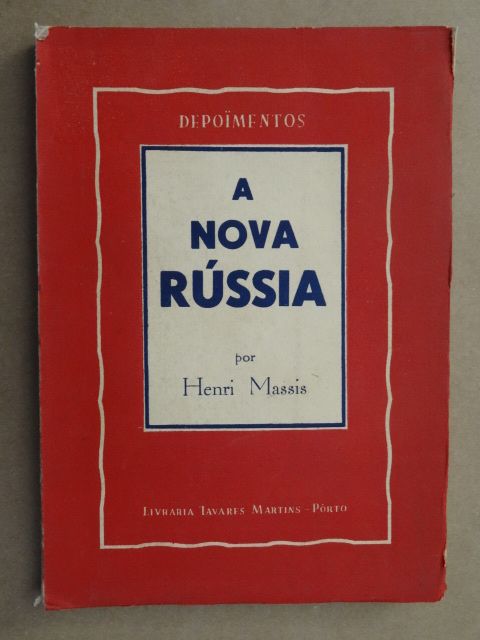 DEPOÏMENTOS
A
NOVA
RÚSSIA
por
Henri Massis
LIVRARIA TAVARES MARTINS - PÔRTO